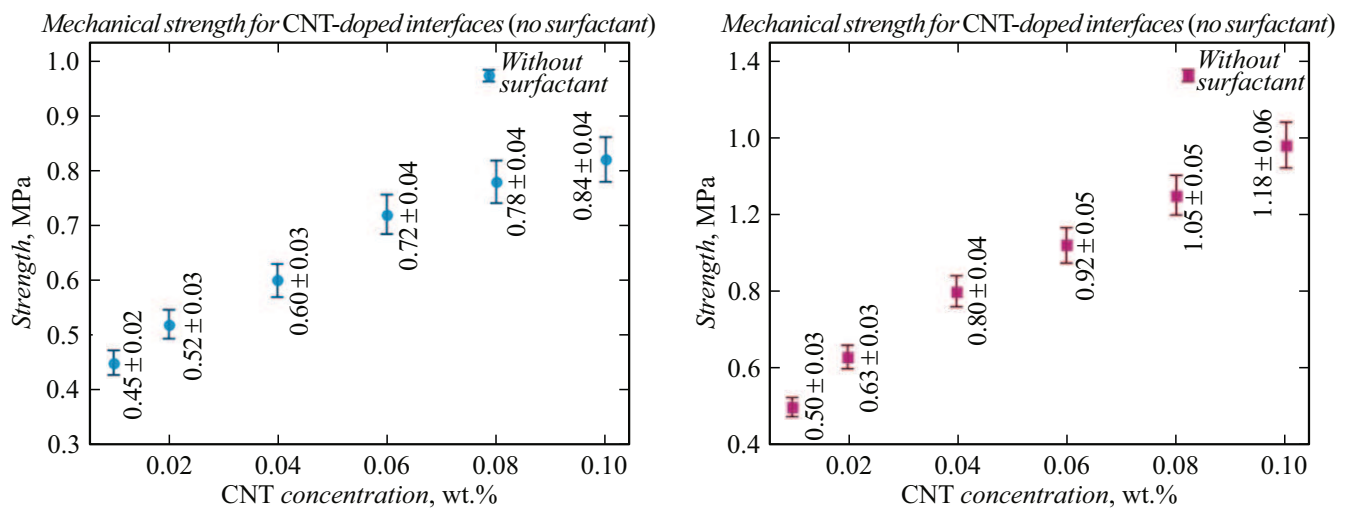 Mechanical strength for CNT-doped interfaces (no surfactant)
1.0
0.9
0.8
0.7
0.6
0.5
0.4
0.3
Strength, MPa
Without
surfactant
0.45 ± 0.02
0.52 ± 0.03
0.60 ± 0.03
0.72 ± 0.04
0.78 ± 0.04
0.84 ± 0.04
0.02 0.04 0.06 0.08 0.10
CNT concentration, wt.%
Mechanical strength for CNT-doped interfaces (no surfactant)
1.4
1.0
1.2
0.8
0.6
0.4
Strength, MPa
Without
surfactant
0.50 ± 0.03
0.63 ± 0.03
0.80 ± 0.04
0.92 ± 0.05
1.05 ± 0.05
1.18 ± 0.06
0.02 0.04 0.06 0.08 0.10
CNT concentration, wt.%